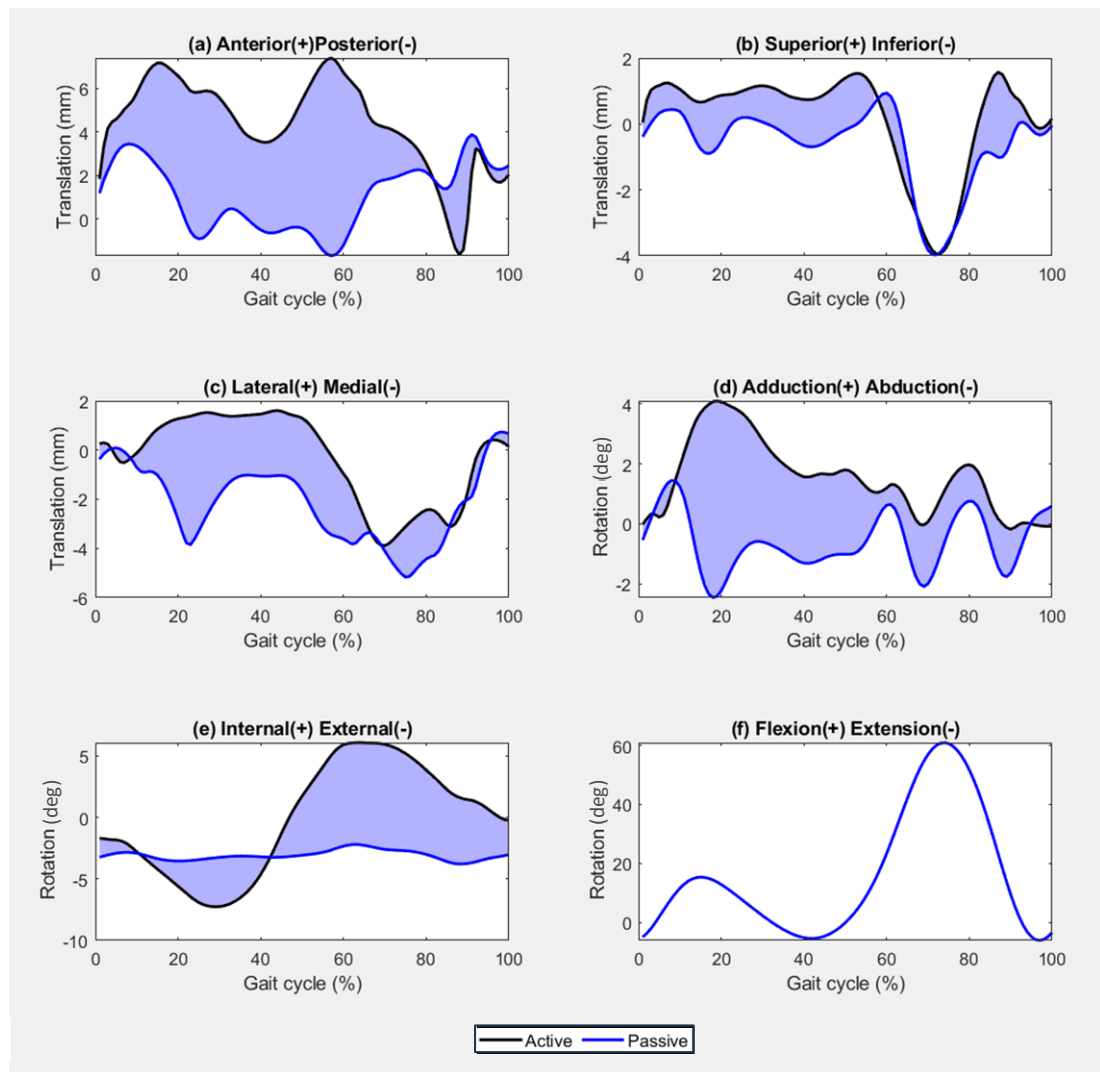 (a) Anterior(+)Posterior(-)
Translation (mm)
6
4
2
0
0 20 40 60 80 100
Gait cycle (%)
(b) Superior(+) Inferior(-)
Translation (mm)
2
0
-2
-4
0 20 40 60 80 100
Gait cycle (%)
(c) Lateral(+) Medial(-)
Translation (mm)
2
0
-2
-4
-6
0 20 40 60 80 100
Gait cycle (%)
(d) Adduction(+) Abduction(-)
Rotation (deg)
4
2
0
-2
0 20 40 60 80 100
Gait cycle (%)
(e) Internal(+) External(-)
Rotation (deg)
5
0
-5
-10
0 20 40 60 80 100
Gait cycle (%)
(f) Flexion(+) Extension(-)
Rotation (deg)
60
40
20
0
0 20 40 60 80 100
Gait cycle (%)
Active Passive